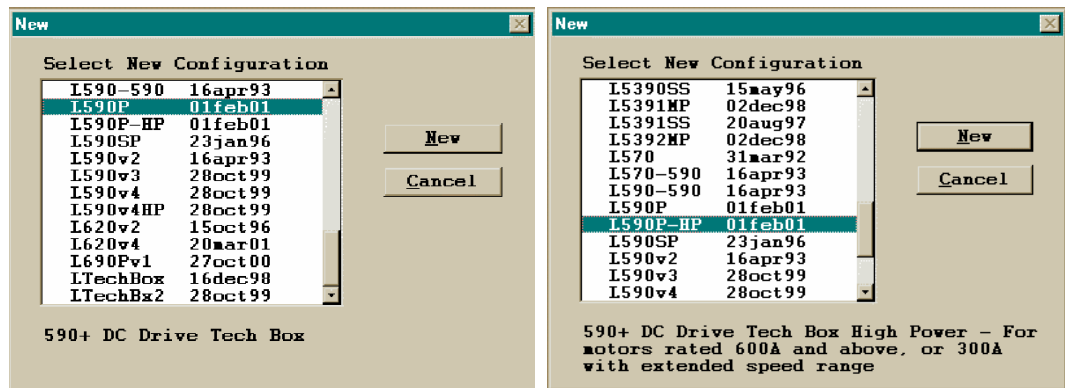 New
Select New Configuration
L590-590 16apr93
L590P 01feb01
L590P-HP 01feb01
L590SP 23jan96
L590v2 16apr93
L590v3 28oct99
L590v4 28oct99
L590v4HP 28oct99
L620v2 15oct96
L620v4 20mar01
L690Pv1 27oct00
LTechBox 16dec98
LTechBx2 28oct99
New
Cancel
590+ DC Drive Tech Box
New
Select New Configuration
L5390SS 15may96
L5391MP 02dec98
L5391SS 20aug97
L5392MP 02dec98
L570 31mar92
L570-590 16apr93
L590-590 16apr93
L590P 01feb01
L590P-HP 01feb01
L590SP 23jan96
L590v2 16apr93
L590v3 28oct99
L590v4 28oct99
New
Cancel
590+ DC Drive Tech Box High Power - For
motors rated 600A and above, or 300A
with extended speed range